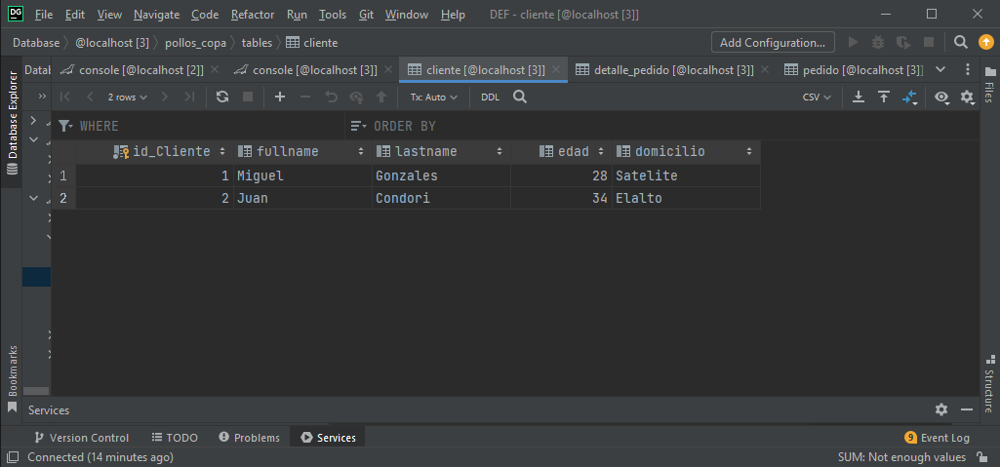 DG File Edit View Navigate Code Refactor Run Tools Git Window Help DEF - cliente [@localhost [3]]
Database @localhost [3] pollos_copa tables cliente Add Configuration...
Datab console [@localhost [2]] console [@localhost [3]] cliente [@localhost [3]] detalle_pedido [@localhost [3]] pedido [@localhost [3]]
2 rows Tx: Auto DDL CSV
WHERE ORDER BY
id_Cliente fullname lastname edad domicilio
1 1 Miguel Gonzales 28 Satelite
2 2 Juan Condori 34 Elalto
Database Explorer
Bookmarks
Files
Structure
Services
Version Control TODO Problems Services 9 Event Log
Connected (14 minutes ago) SUM: Not enough values